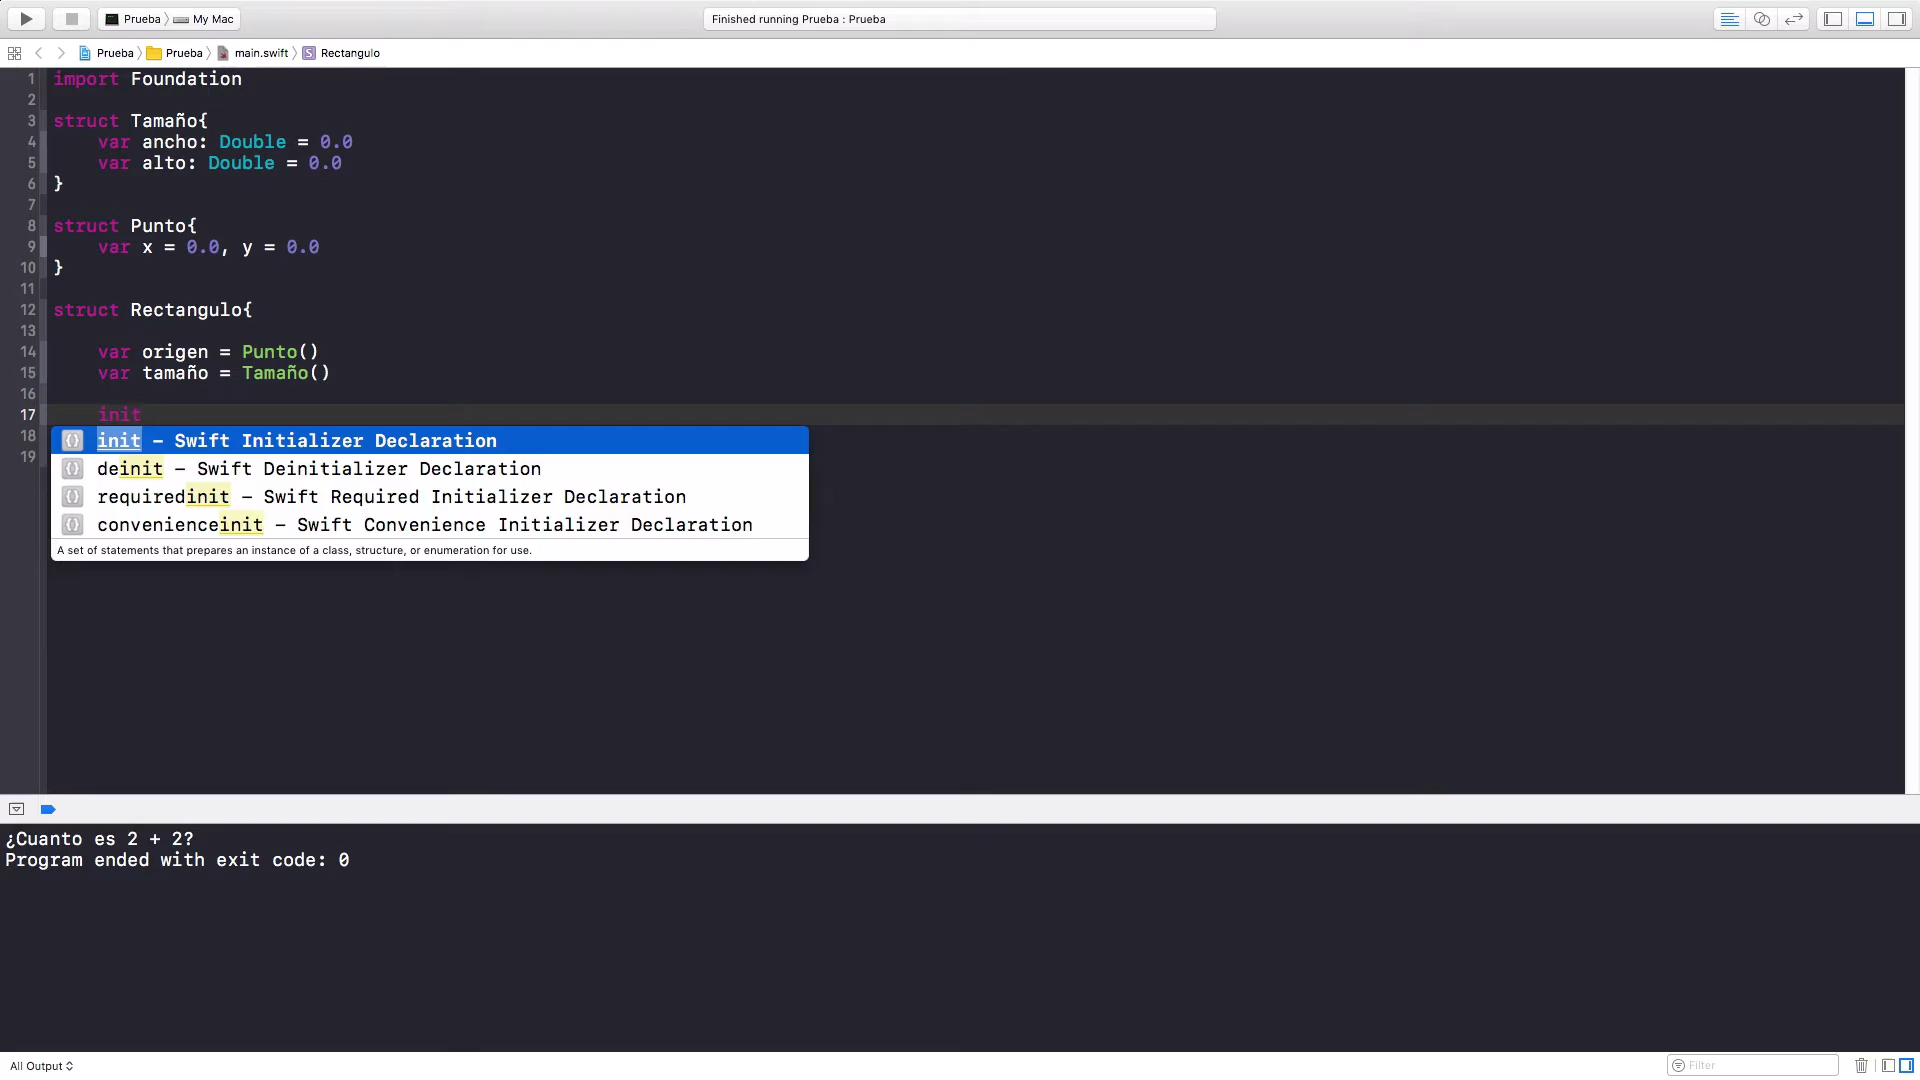 Prueba My Mac
Finished running Prueba : Prueba
Prueba Prueba main.swift S Rectangulo
1 import Foundation
2
3 struct Tamaño{
4 var ancho: Double = 0.0
5 var alto: Double = 0.0
6 }
7
8 struct Punto{
9 var x = 0.0, y = 0.0
10 }
11
12 struct Rectangulo{
13
14 var origen = Punto()
15 var tamaño = Tamaño()
16
17 init
18 {} init – Swift Initializer Declaration
19 {} deinit – Swift Deinitializer Declaration
{} requiredinit – Swift Required Initializer Declaration
{} convenienceinit – Swift Convenience Initializer Declaration
A set of statements that prepares an instance of a class, structure, or enumeration for use.
¿Cuanto es 2 + 2?
Program ended with exit code: 0
All Output
Filter